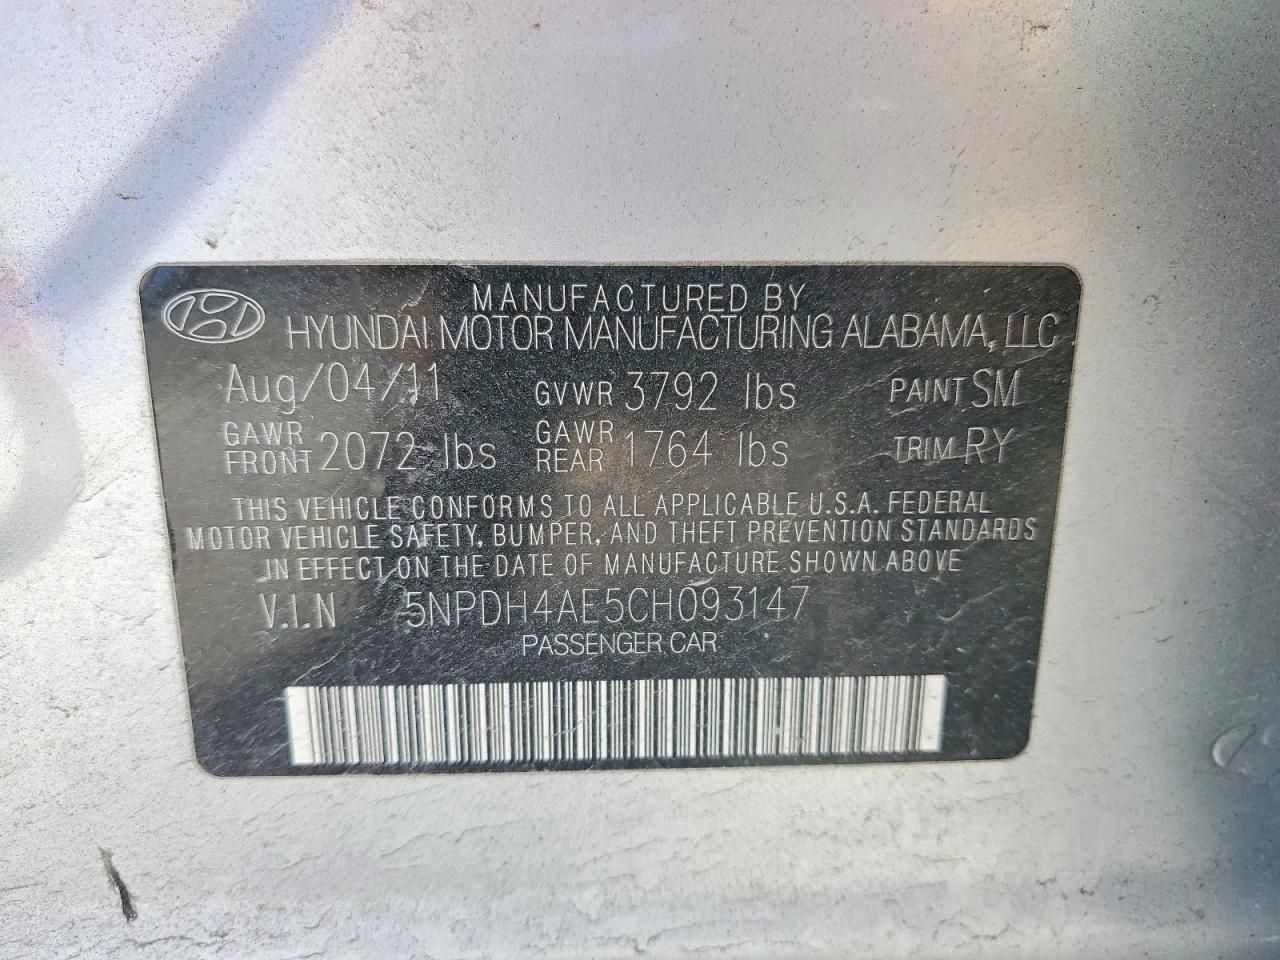 MANUFACTURED BY
HYUNDAI MOTOR MANUFACTURING ALABAMA, LLC
Aug/04/11 GVWR 3792 lbs PAINT SM
GAWR FRONT 2072 lbs GAWR REAR 1764 lbs TRIM RY
THIS VEHICLE CONFORMS TO ALL APPLICABLE U.S.A. FEDERAL
MOTOR VEHICLE SAFETY, BUMPER, AND THEFT PREVENTION STANDARDS
IN EFFECT ON THE DATE OF MANUFACTURE SHOWN ABOVE
V.I.N 5NPDH4AE5CH093147
PASSENGER CAR